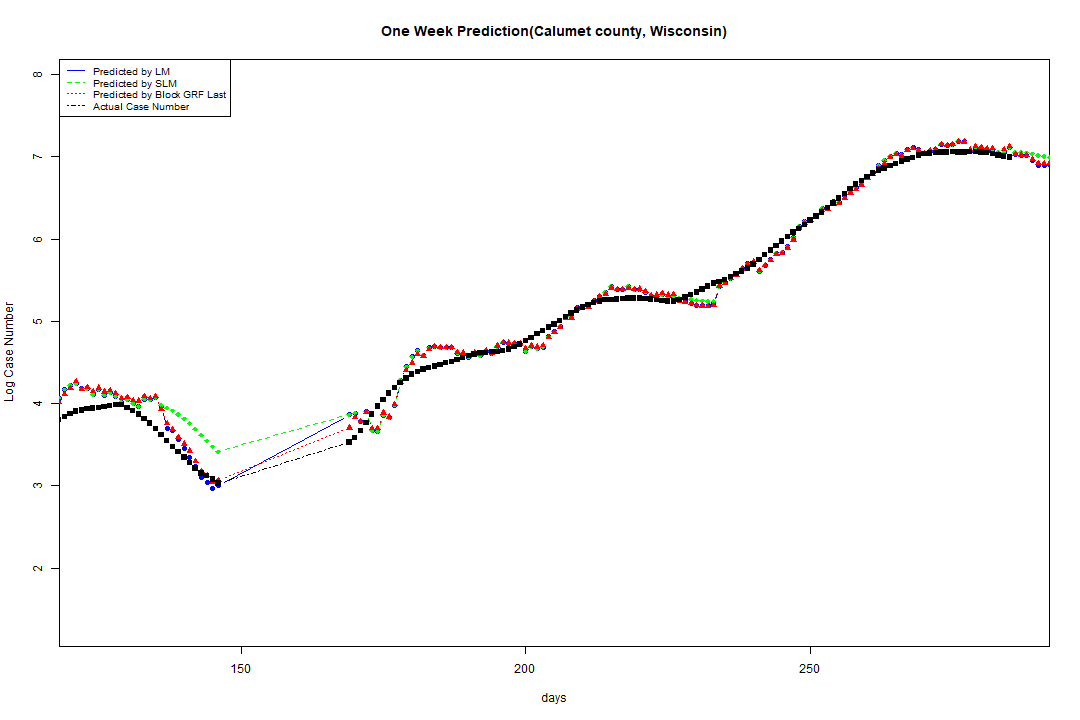 One Week Prediction(Calumet county, Wisconsin)
Predicted by LM
Predicted by SLM
Predicted by Block GRF Last
Actual Case Number
8
7
6
5
4
3
2
Log Case Number
150
200
250
days